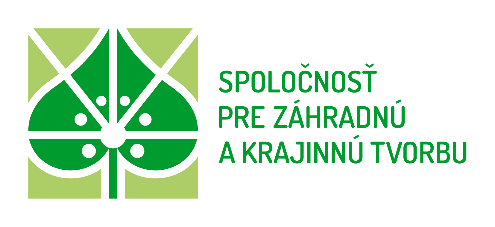 SPOLOČNOSŤ
PRE ZÁHRADNÚ
A KRAJINNÚ TVORBU